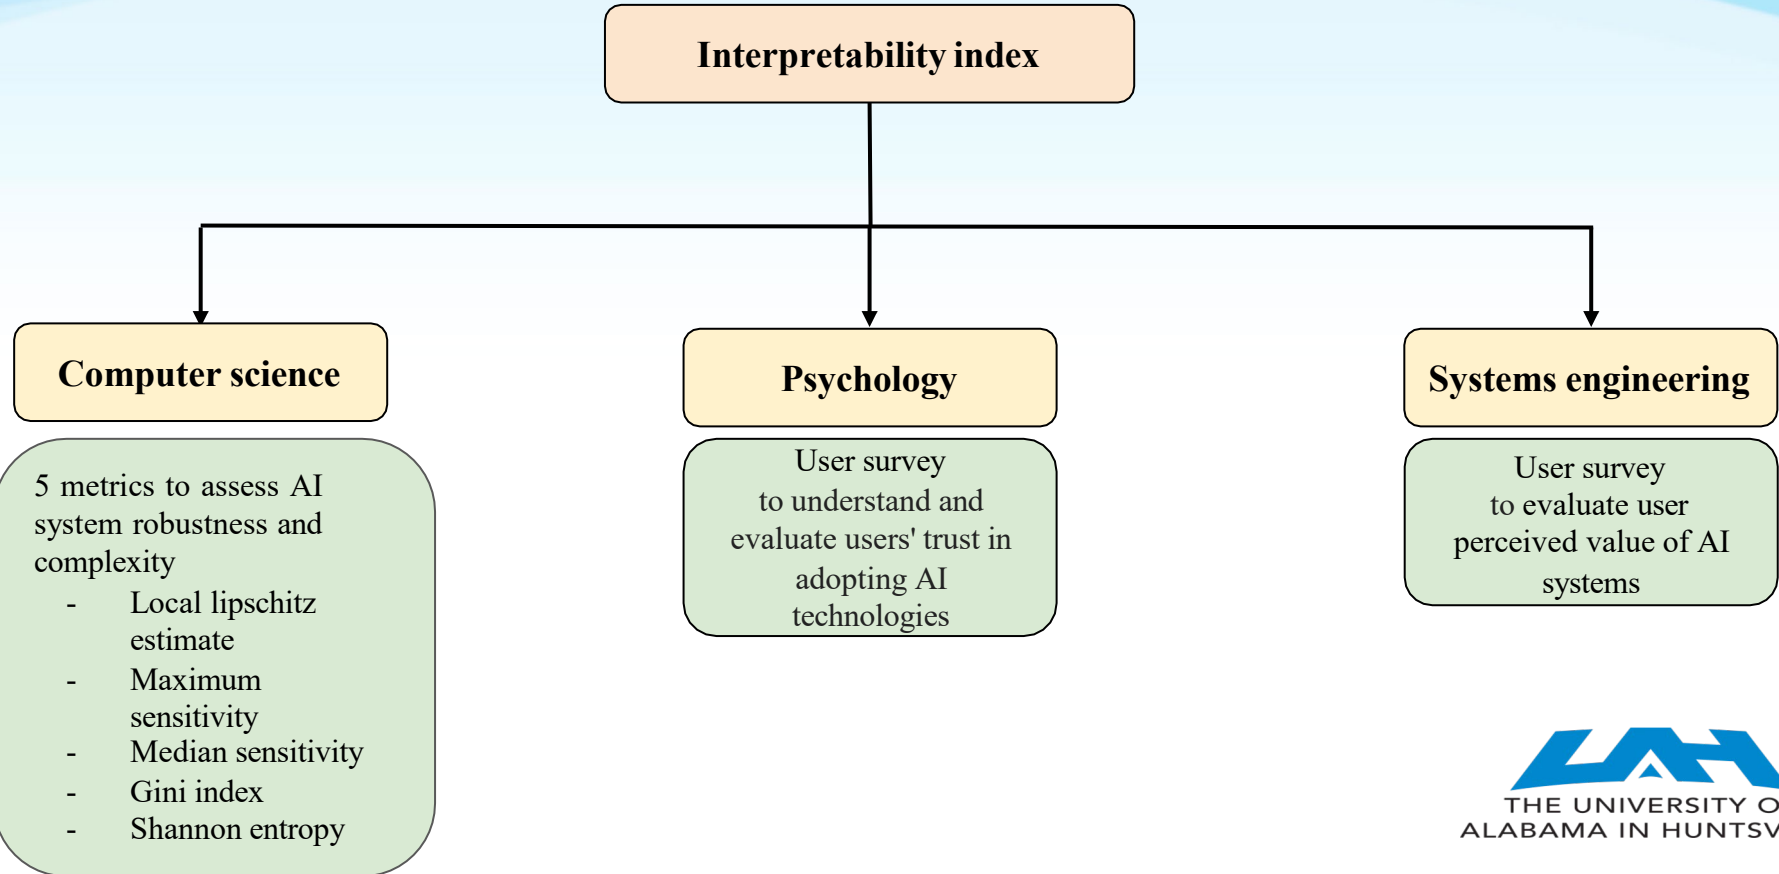 Interpretability index
Computer science
Psychology
Systems engineering
5 metrics to assess AI
system robustness and
complexity
- Local lipschitz
estimate
- Maximum
sensitivity
- Median sensitivity
- Gini index
- Shannon entropy
User survey
to understand and
evaluate users' trust in
adopting AI
technologies
User survey
to evaluate user
perceived value of AI
systems
UAH
THE UNIVERSITY O
ALABAMA IN HUNTSV